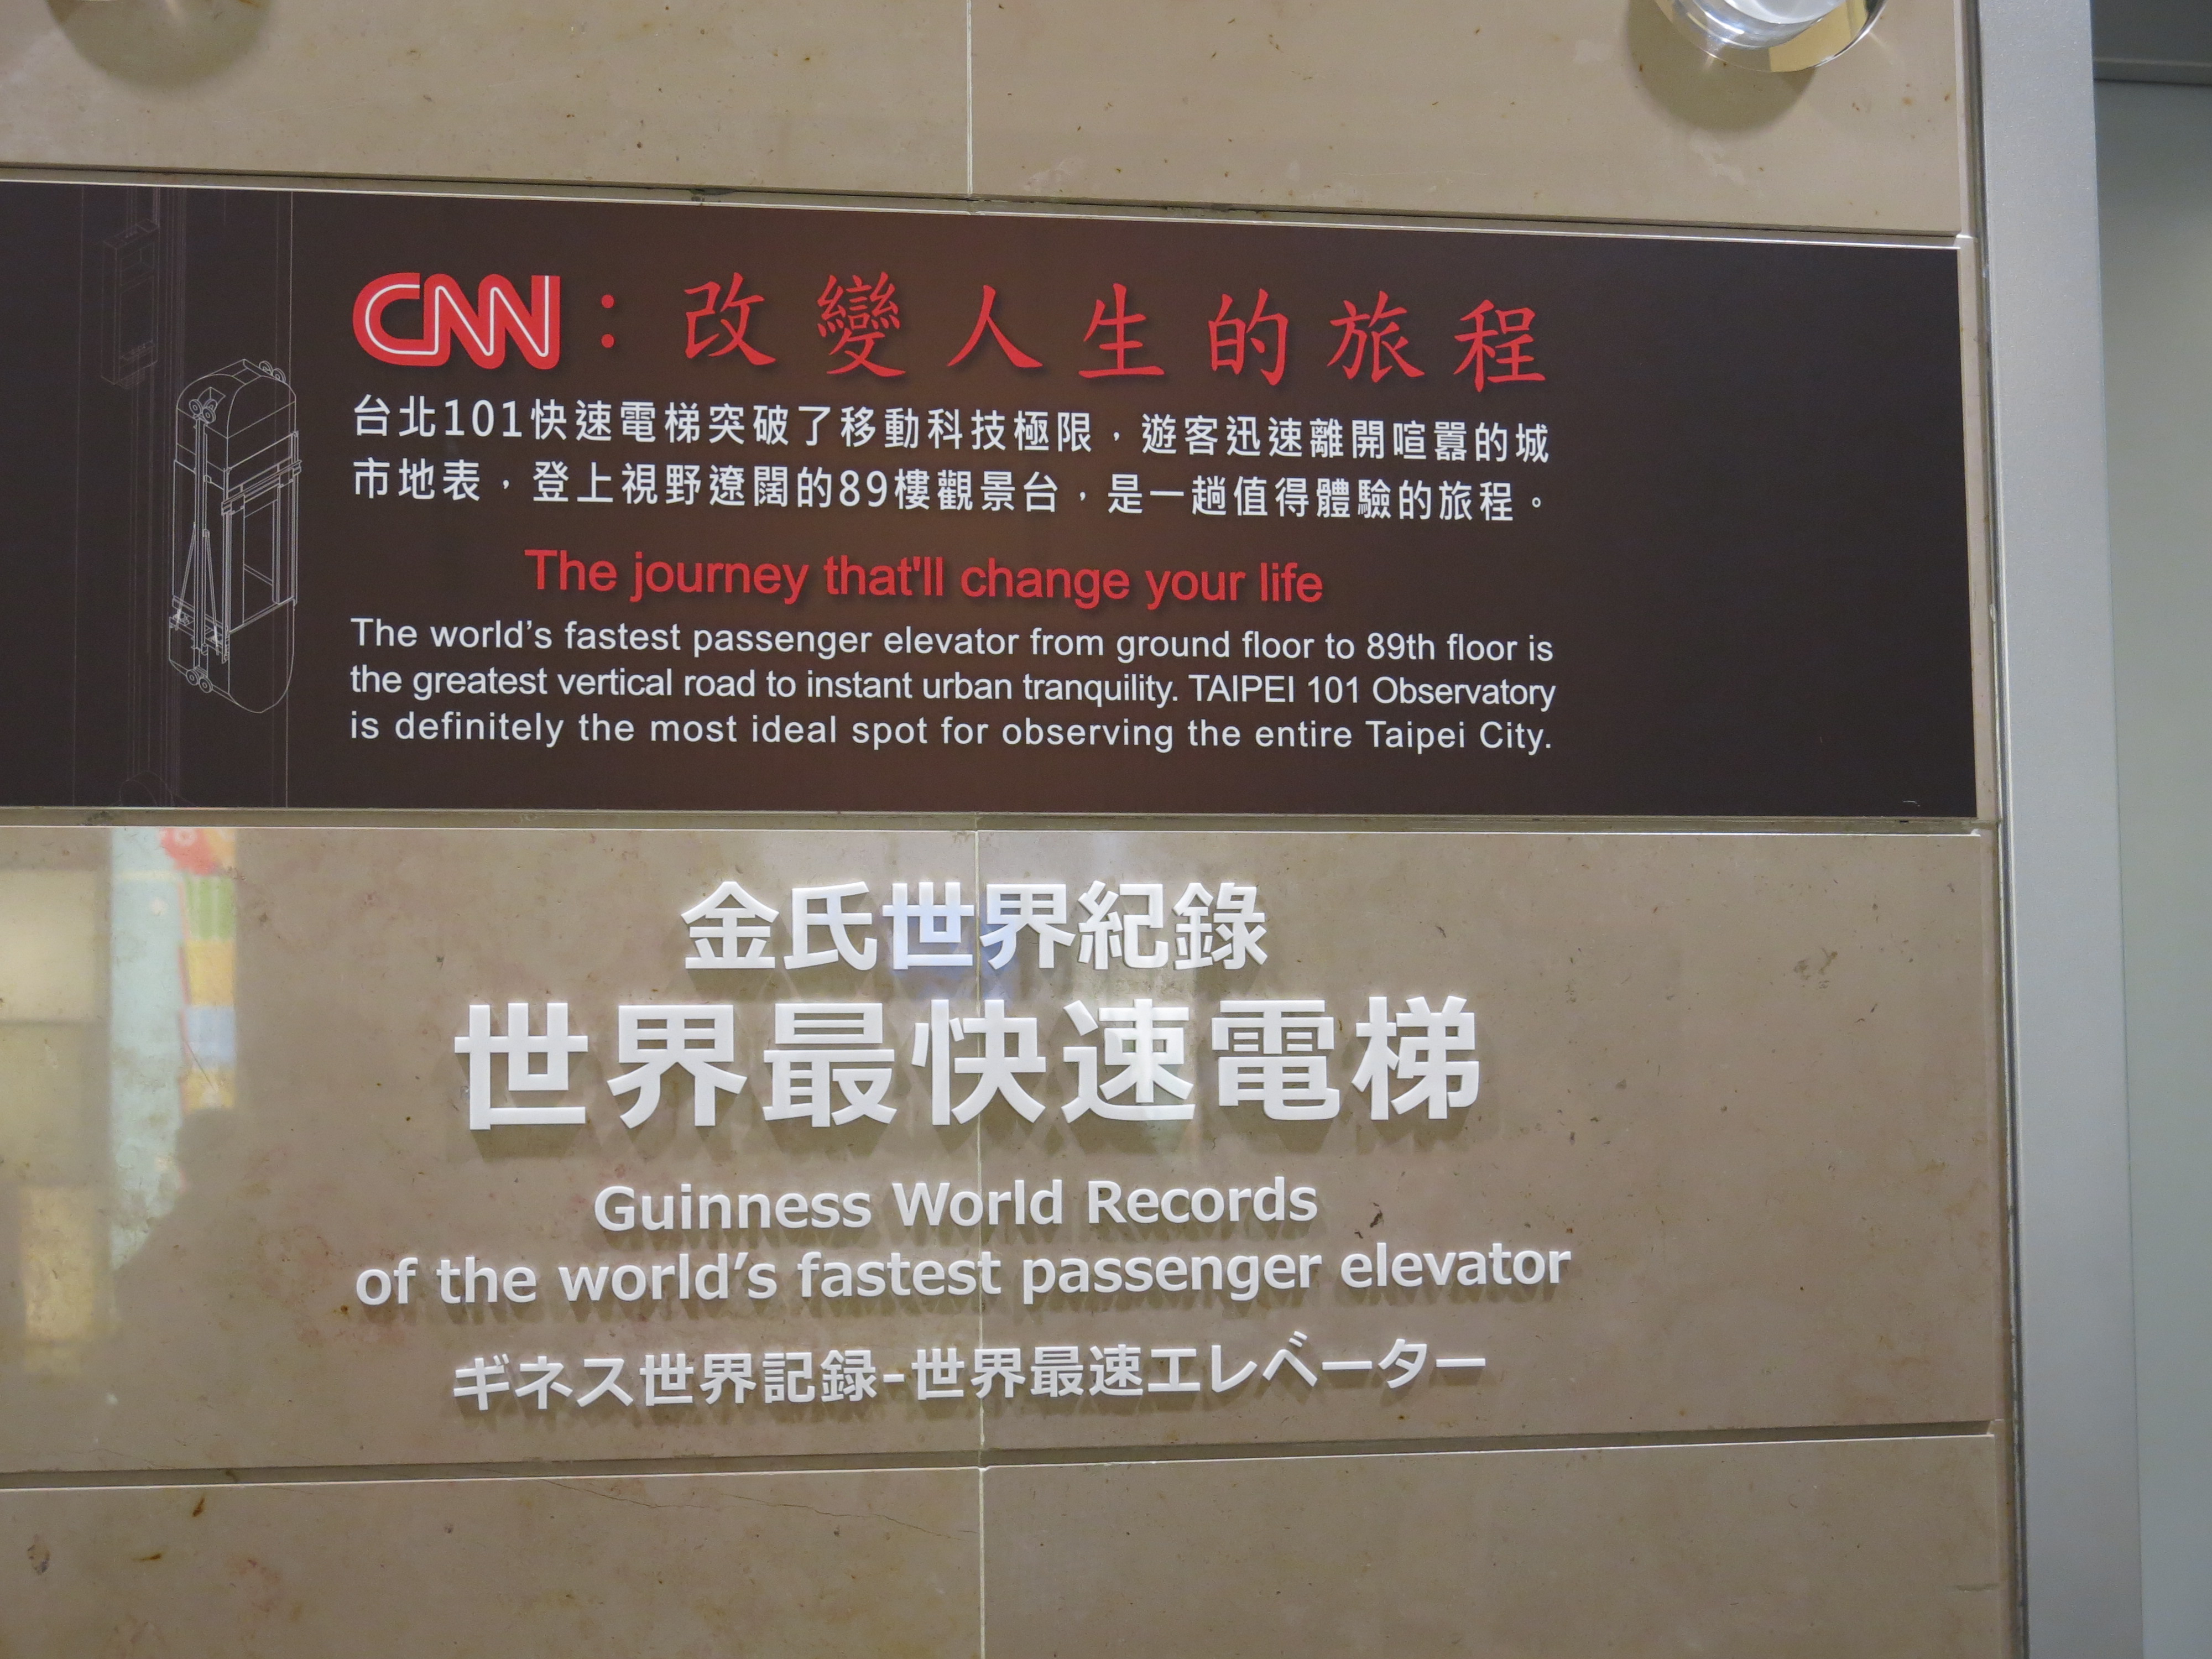 CNN：改變人生的旅程
台北101快速電梯突破了移動科技極限，遊客迅速離開喧囂的城
市地表，登上視野遼闊的89樓觀景台，是一趟值得體驗的旅程。
The journey that'll change your life
The world’s fastest passenger elevator from ground floor to 89th floor is
the greatest vertical road to instant urban tranquility. TAIPEI 101 Observatory
is definitely the most ideal spot for observing the entire Taipei City.
金氏世界紀錄
世界最快速電梯
Guinness World Records
of the world’s fastest passenger elevator
ギネス世界記録-世界最速エレベーター